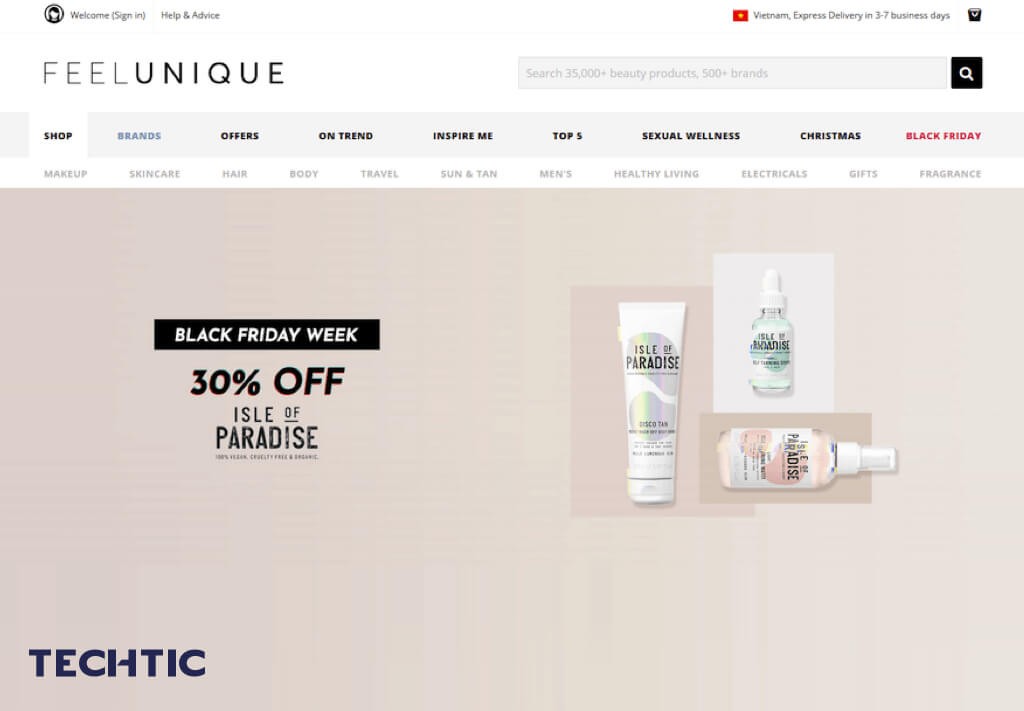 Welcome (Sign in) Help & Advice
Vietnam, Express Delivery in 3-7 business days
FEELUNIQUE
Search 35,000+ beauty products, 500+ brands
SHOP BRANDS OFFERS ON TREND INSPIRE ME TOP 5 SEXUAL WELLNESS CHRISTMAS BLACK FRIDAY
MAKEUP SKINCARE HAIR BODY TRAVEL SUN & TAN MEN'S HEALTHY LIVING ELECTRICALS GIFTS FRAGRANCE
BLACK FRIDAY WEEK
30% OFF
ISLE OF
PARADISE
100% VEGAN, CRUELTY FREE & ORGANIC.
ISLE OF
PARADISE
DISCO TAN
ISLE OF
PARADISE
ISLE OF
PARADISE
TECHTIC